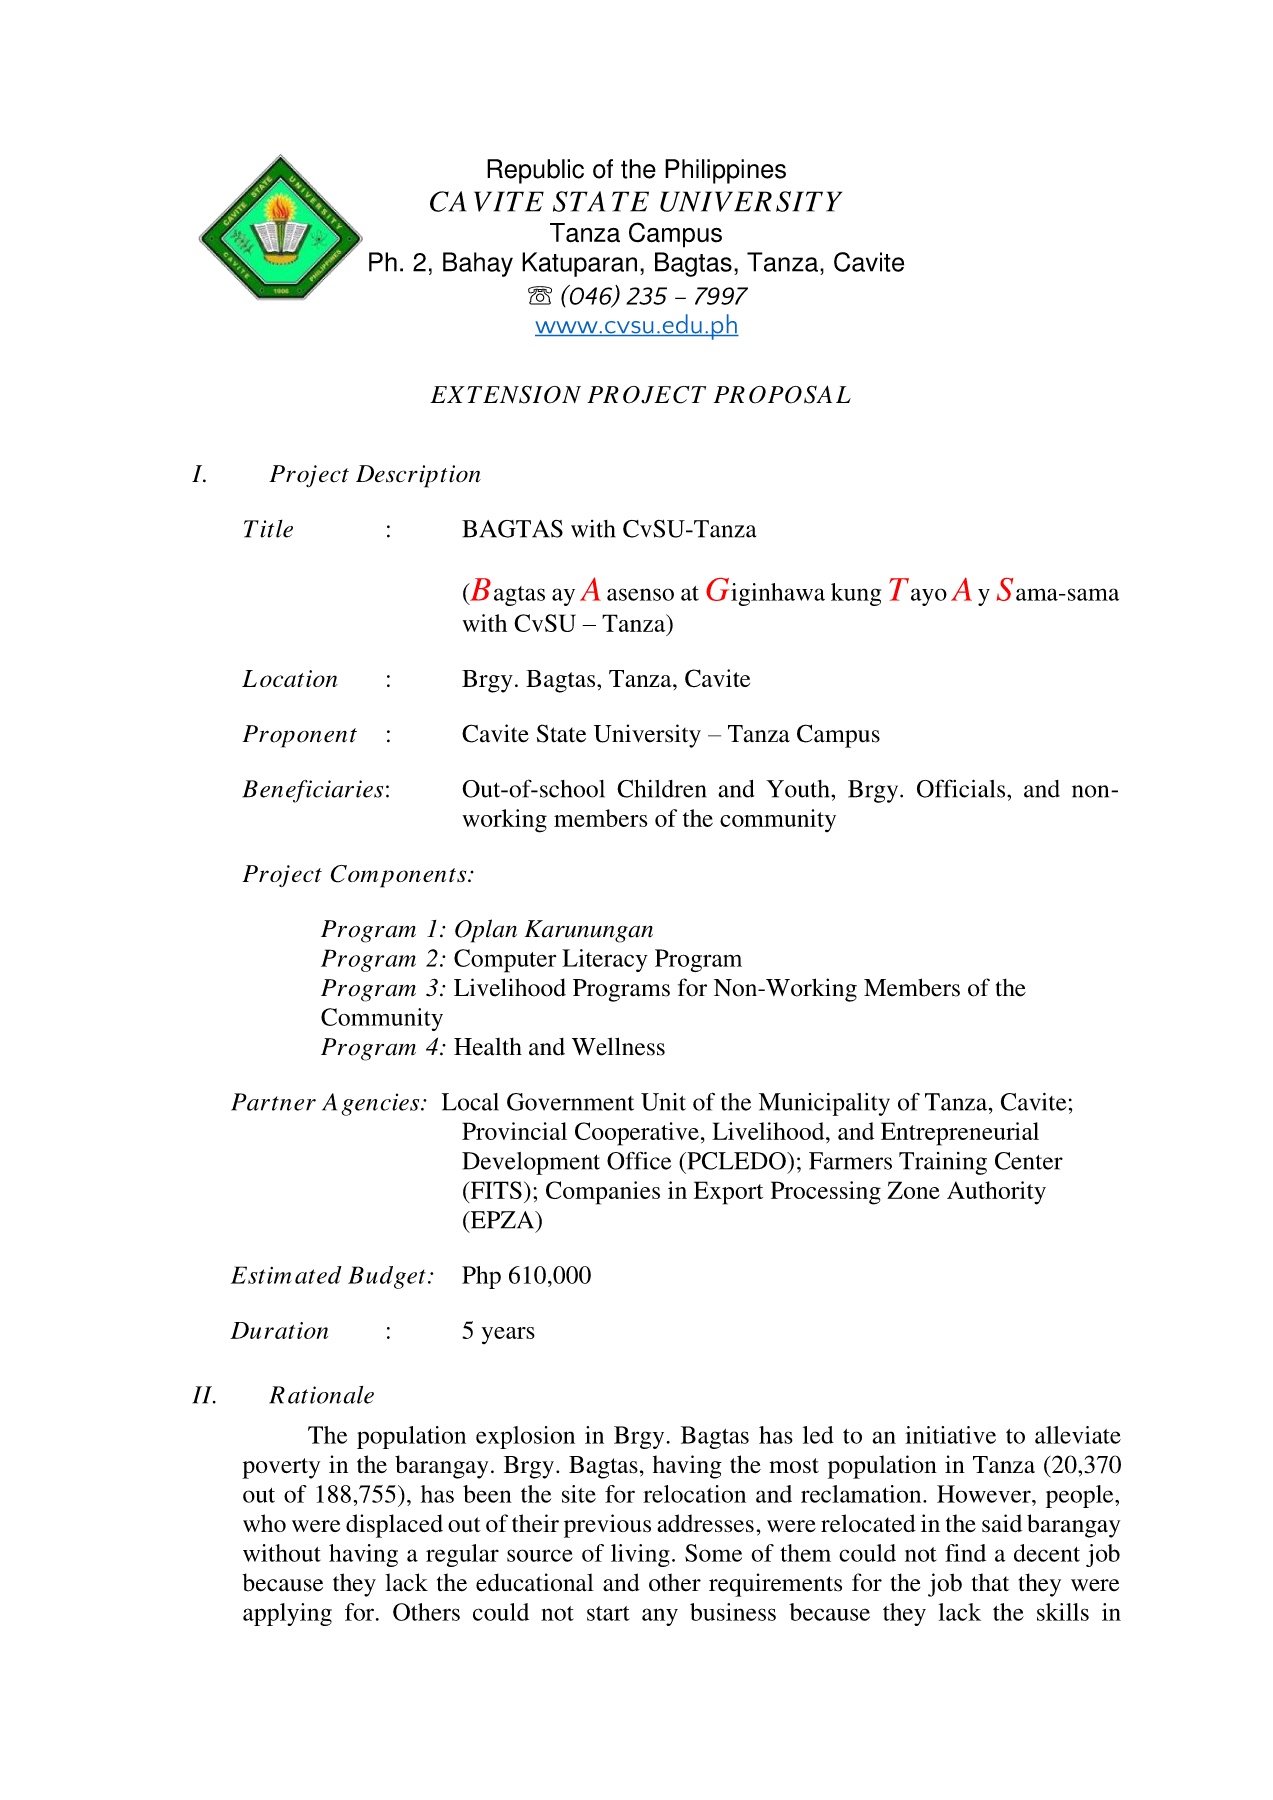 CAVITE STATE UNIVERSITY
CAVITE
PHILIPPINES
1906
Republic of the Philippines
CAVITE STATE UNIVERSITY
Tanza Campus
Ph. 2, Bahay Katuparan, Bagtas, Tanza, Cavite
☏ (046) 235 – 7997
www.cvsu.edu.ph
EXTENSION PROJECT PROPOSAL
I. Project Description
Title : BAGTAS with CvSU-Tanza
(Bagtas ay A asenso at Giginhawa kung Tayo A y Sama-sama
with CvSU – Tanza)
Location : Brgy. Bagtas, Tanza, Cavite
Proponent : Cavite State University – Tanza Campus
Beneficiaries: Out-of-school Children and Youth, Brgy. Officials, and non-
working members of the community
Project Components:
Program 1: Oplan Karunungan
Program 2: Computer Literacy Program
Program 3: Livelihood Programs for Non-Working Members of the
Community
Program 4: Health and Wellness
Partner Agencies: Local Government Unit of the Municipality of Tanza, Cavite;
Provincial Cooperative, Livelihood, and Entrepreneurial
Development Office (PCLEDO); Farmers Training Center
(FITS); Companies in Export Processing Zone Authority
(EPZA)
Estimated Budget: Php 610,000
Duration : 5 years
II. Rationale
The population explosion in Brgy. Bagtas has led to an initiative to alleviate
poverty in the barangay. Brgy. Bagtas, having the most population in Tanza (20,370
out of 188,755), has been the site for relocation and reclamation. However, people,
who were displaced out of their previous addresses, were relocated in the said barangay
without having a regular source of living. Some of them could not find a decent job
because they lack the educational and other requirements for the job that they were
applying for. Others could not start any business because they lack the skills in